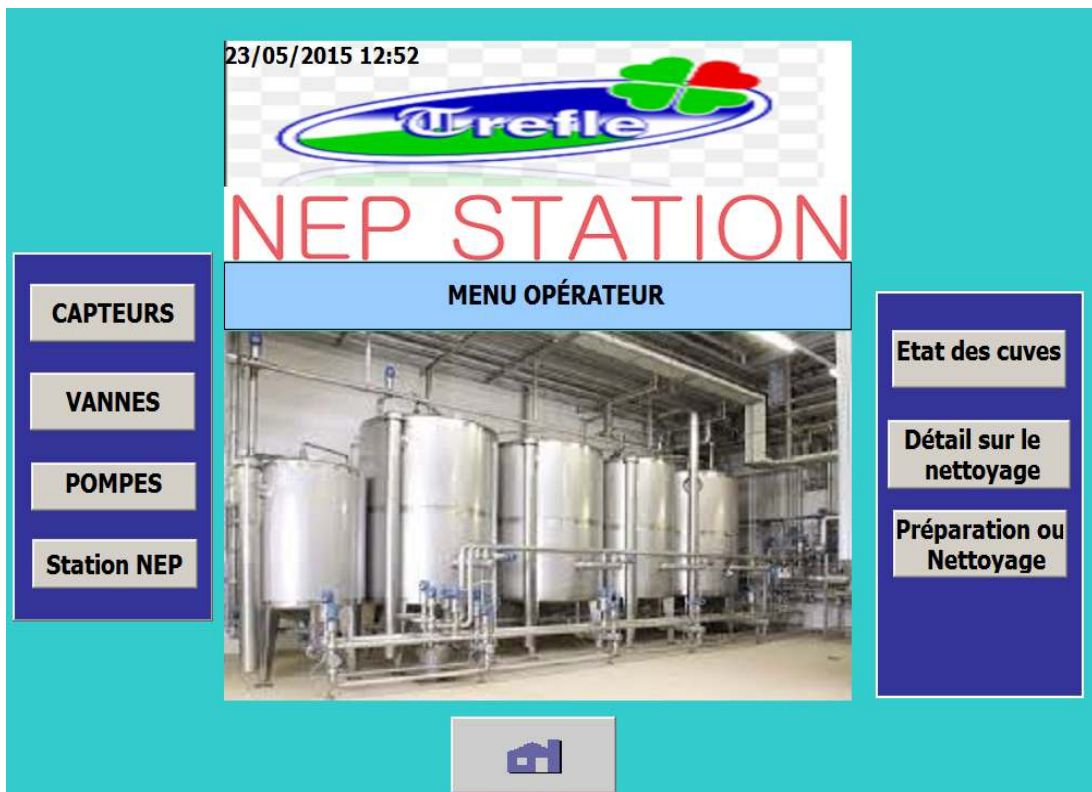 23/05/2015 12:52
Trefle
NEP STATION
MENU OPÉRATEUR
CAPTEURS
VANNES
POMPES
Station NEP
Etat des cuves
Détail sur le
nettoyage
Préparation ou
Nettoyage